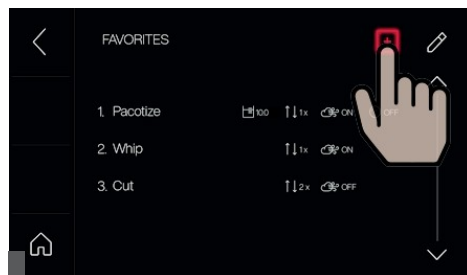 FAVORITES
1. Pacotize 100 1x ON OFF
2. Whip 1x ON
3. Cut 2x OFF